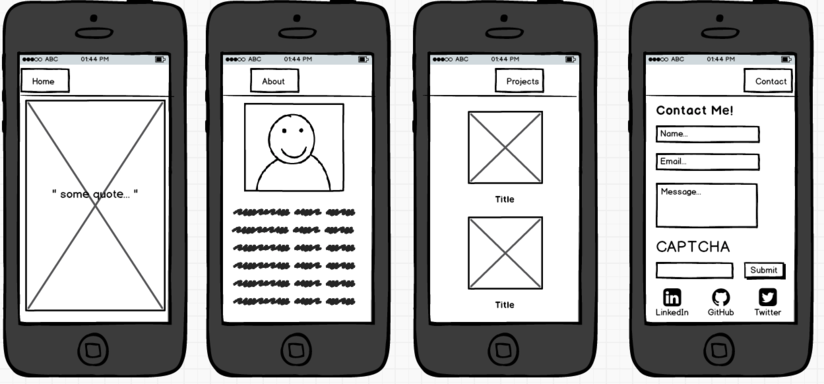 ABC 01:44 PM
Home
" some quote... "
ABC 01:44 PM
About
ABC 01:44 PM
Projects
Title
Title
ABC 01:44 PM
Contact
Contact Me!
Name...
Email...
Message...
CAPTCHA
Submit
in
LinkedIn GitHub Twitter